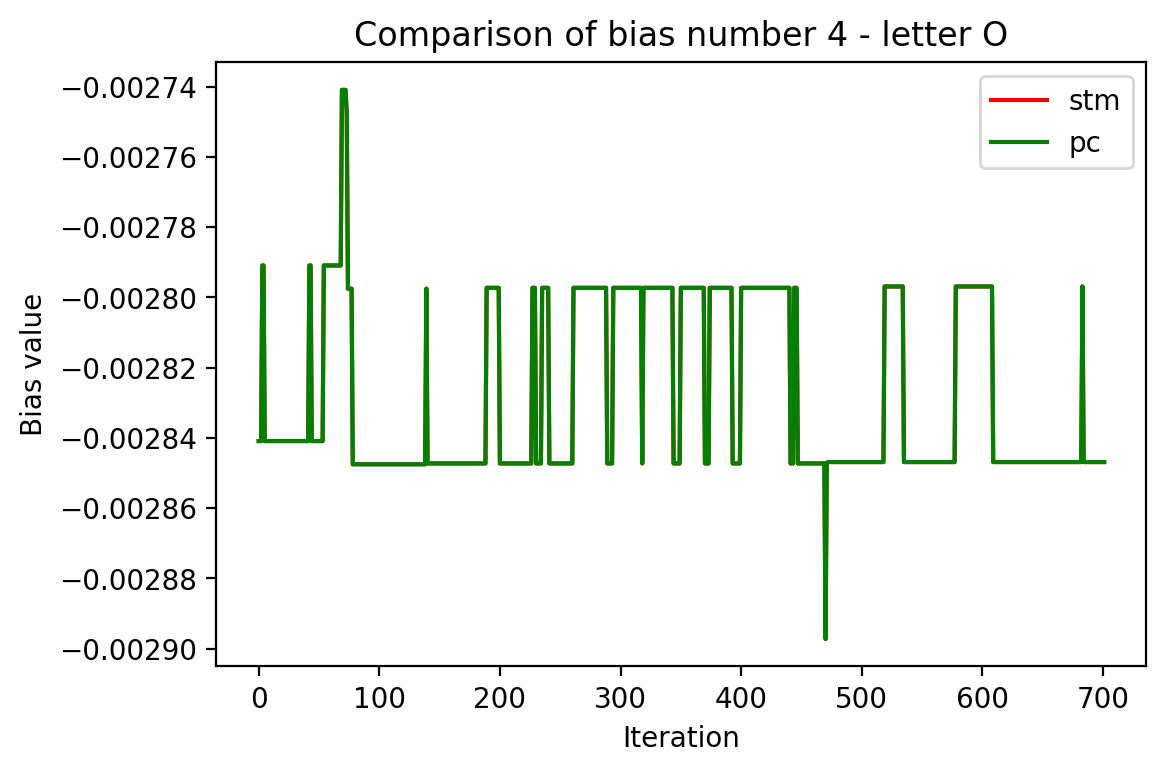 Comparison of bias number 4 - letter O
stm
pc
−0.00274
−0.00276
−0.00278
−0.00280
−0.00282
−0.00284
−0.00286
−0.00288
−0.00290
Bias value
0 100 200 300 400 500 600 700
Iteration